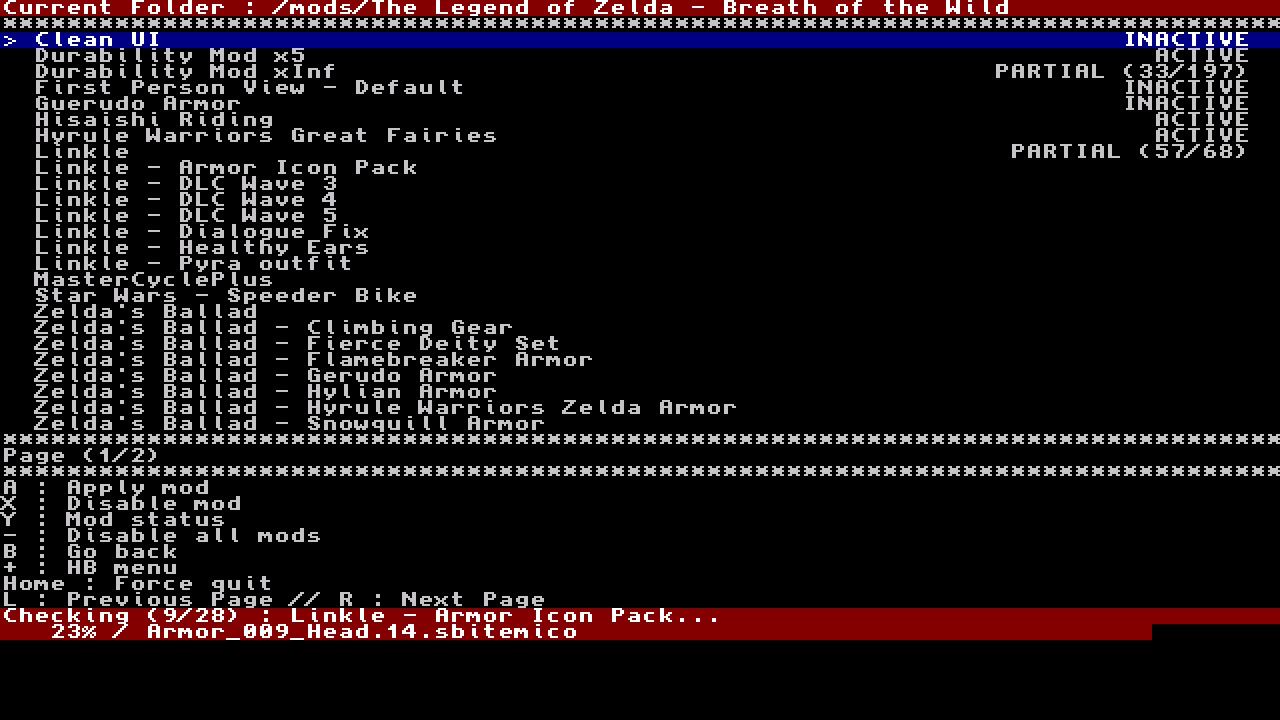 Current Folder : /mods/The Legend of Zelda - Breath of the Wild
********************************************************************************
> Clean UI INACTIVE
Durability Mod x5 ACTIVE
Durability Mod xInf PARTIAL (33/197)
First Person View - Default INACTIVE
Guerudo Armor INACTIVE
Hisaishi Riding ACTIVE
Hyrule Warriors Great Fairies ACTIVE
Linkle PARTIAL (57/68)
Linkle - Armor Icon Pack
Linkle - DLC Wave 3
Linkle - DLC Wave 4
Linkle - DLC Wave 5
Linkle - Dialogue Fix
Linkle - Healthy Ears
Linkle - Pyra outfit
MasterCyclePlus
Star Wars - Speeder Bike
Zelda's Ballad
Zelda's Ballad - Climbing Gear
Zelda's Ballad - Fierce Deity Set
Zelda's Ballad - Flamebreaker Armor
Zelda's Ballad - Gerudo Armor
Zelda's Ballad - Hylian Armor
Zelda's Ballad - Hyrule Warriors Zelda Armor
Zelda's Ballad - Snowquill Armor
********************************************************************************
Page (1/2)
********************************************************************************
A : Apply mod
X : Disable mod
Y : Mod status
- : Disable all mods
B : Go back
+ : HB menu
Home : Force quit
L : Previous Page // R : Next Page
Checking (9/28) : Linkle - Armor Icon Pack...
23% / Armor_009_Head.14.sbitemico